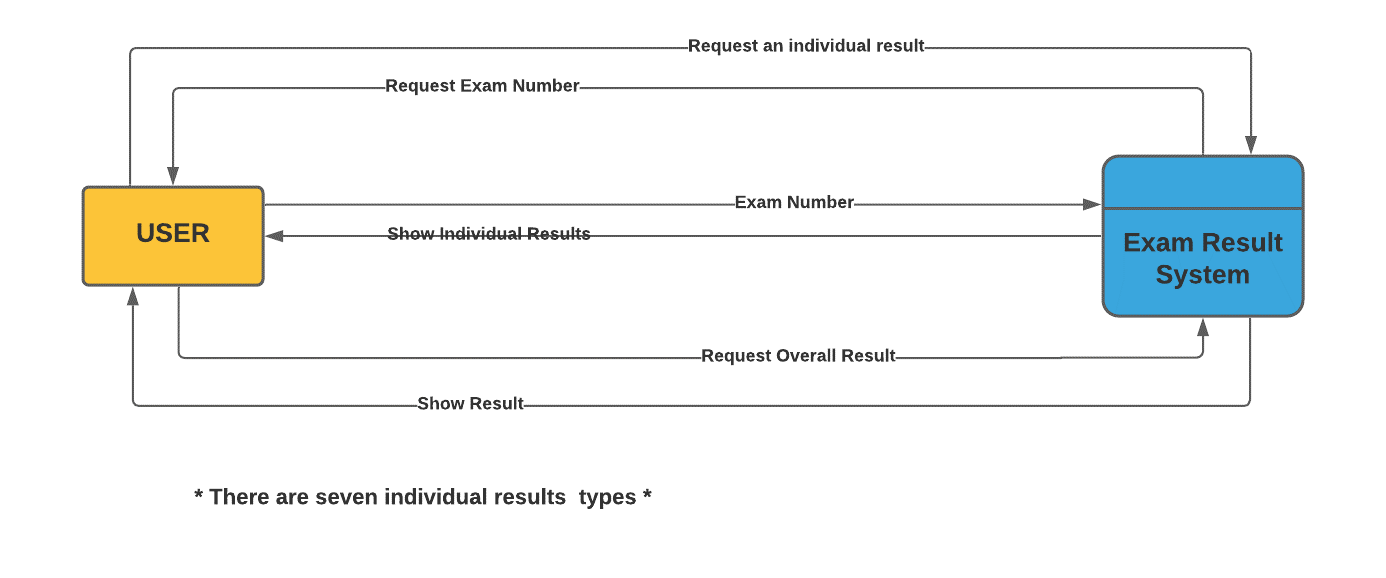 Request an individual result
Request Exam Number
Exam Number
USER
Show Individual Results
Exam Result
System
Request Overall Result
Show Result
* There are seven individual results  types *